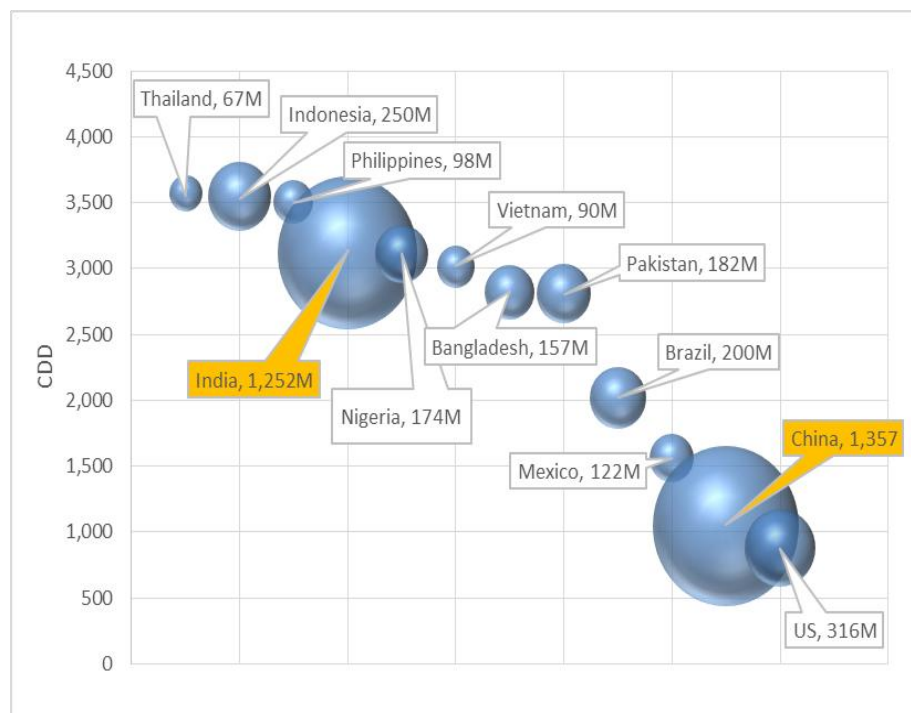 4,500
4,000
3,500
3,000
2,500
2,000
1,500
1,000
500
0
CDD
Thailand, 67M
Indonesia, 250M
Philippines, 98M
Vietnam, 90M
Pakistan, 182M
Bangladesh, 157M
India, 1,252M
Nigeria, 174M
Brazil, 200M
China, 1,357
Mexico, 122M
US, 316M